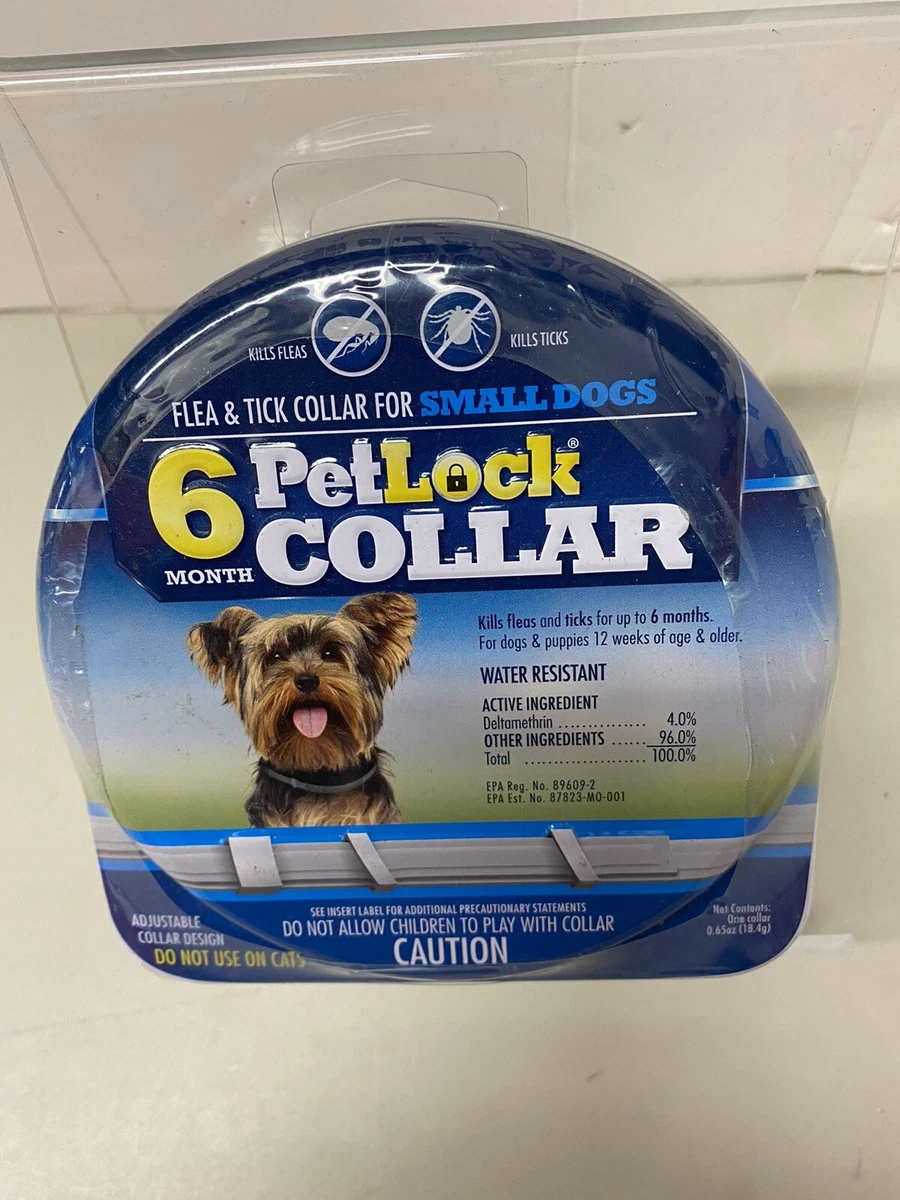 KILLS FLEAS
KILLS TICKS
FLEA & TICK COLLAR FOR SMALL DOGS
6 PetLock®
MONTH COLLAR
Kills fleas and ticks for up to 6 months.
For dogs & puppies 12 weeks of age & older.
WATER RESISTANT
ACTIVE INGREDIENT
Deltamethrin .............. 4.0%
OTHER INGREDIENTS ...... 96.0%
Total .................... 100.0%
EPA Reg. No. 89609-2
EPA Est. No. 87823-MO-001
SEE INSERT LABEL FOR ADDITIONAL PRECAUTIONARY STATEMENTS
DO NOT ALLOW CHILDREN TO PLAY WITH COLLAR
CAUTION
ADJUSTABLE
COLLAR DESIGN
DO NOT USE ON CATS
Net Contents:
One collar
0.65oz (18.4g)